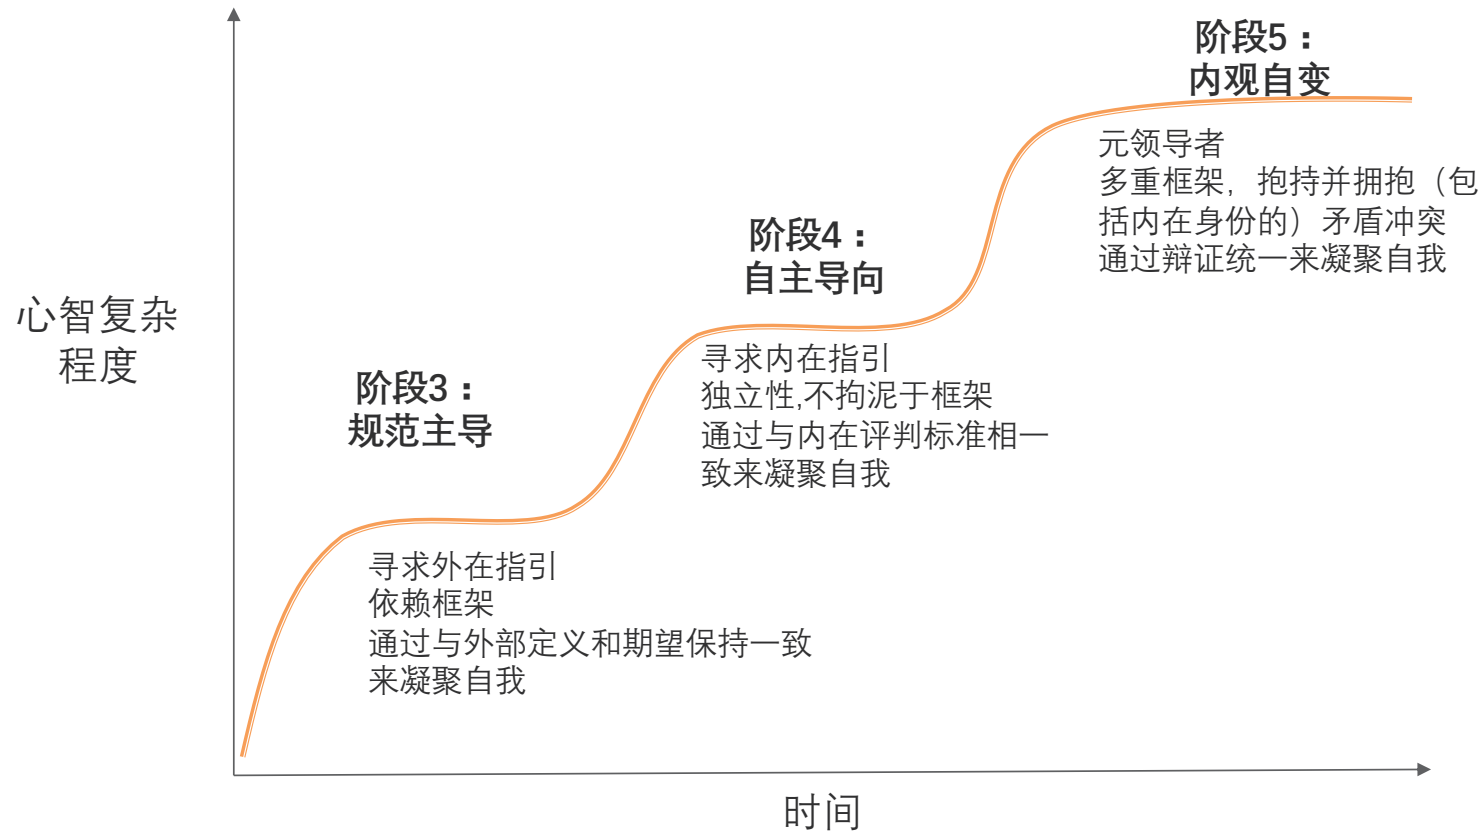 阶段5：
内观自变
元领导者
多重框架，抱持并拥抱（包
括内在身份的）矛盾冲突
通过辩证统一来凝聚自我
阶段4：
自主导向
寻求内在指引
独立性,不拘泥于框架
通过与内在评判标准相一
致来凝聚自我
心智复杂
程度
阶段3：
规范主导
寻求外在指引
依赖框架
通过与外部定义和期望保持一致
来凝聚自我
时间